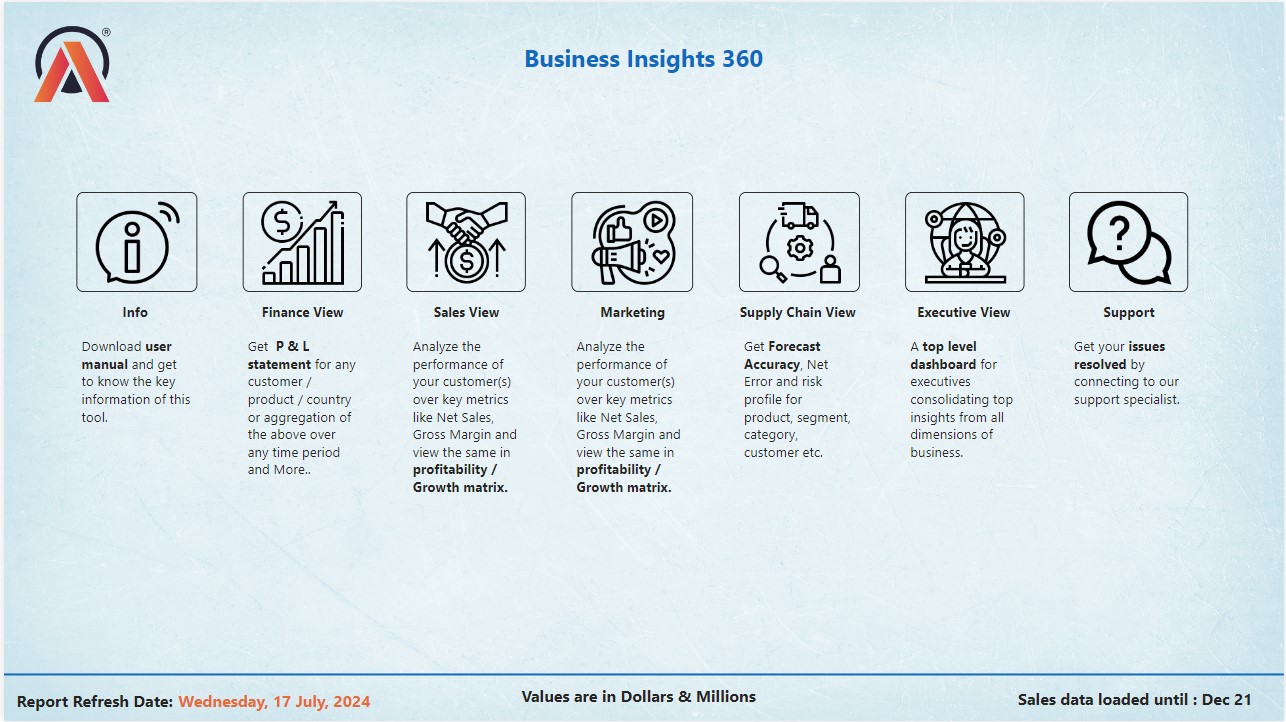 ®
Business Insights 360
Info
Download user
manual and get
to know the key
information of this
tool.
Finance View
Get P & L
statement for any
customer /
product / country
or aggregation of
the above over
any time period
and More..
Sales View
Analyze the
performance of
your customer(s)
over key metrics
like Net Sales,
Gross Margin and
view the same in
profitability /
Growth matrix.
Marketing
Analyze the
performance of
your customer(s)
over key metrics
like Net Sales,
Gross Margin and
view the same in
profitability /
Growth matrix.
Supply Chain View
Get Forecast
Accuracy, Net
Error and risk
profile for
product, segment,
category,
customer etc.
Executive View
A top level
dashboard for
executives
consolidating top
insights from all
dimensions of
business.
Support
Get your issues
resolved by
connecting to our
support specialist.
Report Refresh Date: Wednesday, 17 July, 2024
Values are in Dollars & Millions
Sales data loaded until : Dec 21